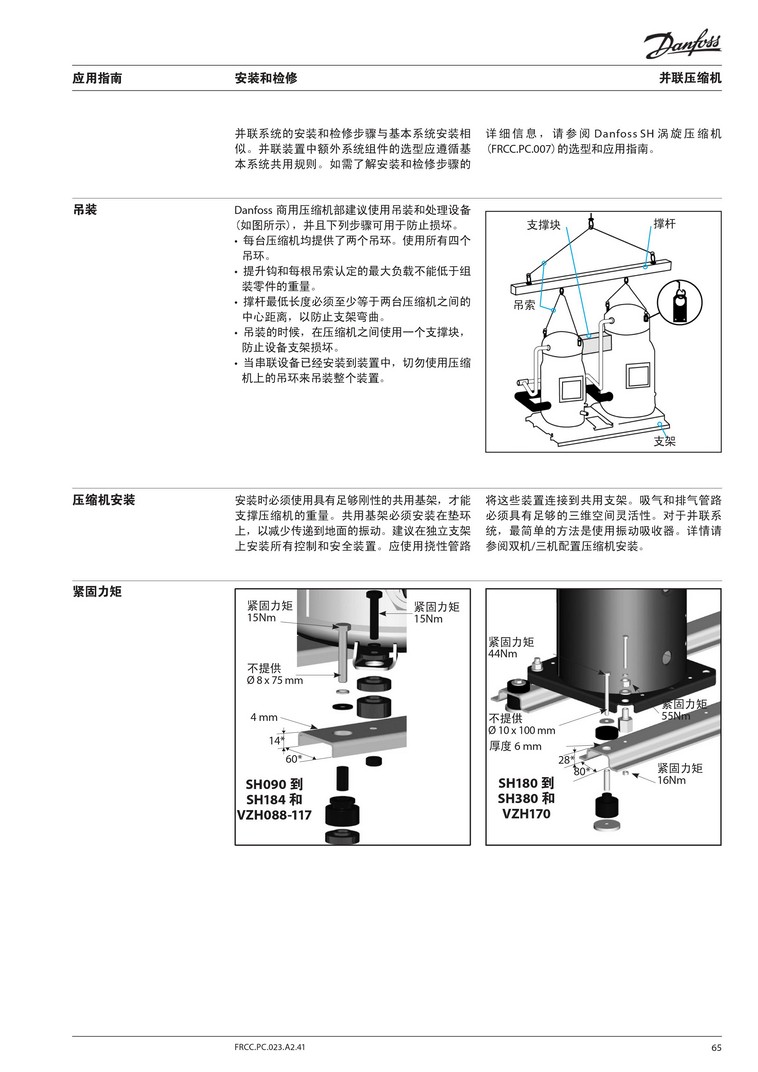 Danfoss
应用指南
安装和检修
并联压缩机
并联系统的安装和检修步骤与基本系统安装相
似。并联装置中额外系统组件的选型应遵循基
本系统共用规则。如需了解安装和检修步骤的
详细信息，请参阅 Danfoss SH 涡旋压缩机
（FRCC.PC.007）的选型和应用指南。
吊装
Danfoss 商用压缩机部建议使用吊装和处理设备
（如图所示），并且下列步骤可用于防止损坏。
• 每台压缩机均提供了两个吊环。使用所有四个
吊环。
• 提升钩和每根吊索认定的最大负载不能低于组
装零件的重量。
• 撑杆最低长度必须至少等于两台压缩机之间的
中心距离，以防止支架弯曲。
• 吊装的时候，在压缩机之间使用一个支撑块，
防止设备支架损坏。
• 当串联设备已经安装到装置中，切勿使用压缩
机上的吊环来吊装整个装置。
支撑块
撑杆
吊索
支架
压缩机安装
安装时必须使用具有足够刚性的共用基架，才能
支撑压缩机的重量。共用基架必须安装在垫环
上，以减少传递到地面的振动。建议在独立支架
上安装所有控制和安全装置。应使用挠性管路
将这些装置连接到共用支架。吸气和排气管路
必须具有足够的三维空间灵活性。对于并联系
统，最简单的方法是使用振动吸收器。详情请
参阅双机/三机配置压缩机安装。
紧固力矩
紧固力矩
15Nm
紧固力矩
15Nm
不提供
Ø 8 x 75 mm
4 mm
14*
60*
SH090 到
SH184 和
VZH088-117
紧固力矩
44Nm
紧固力矩
55Nm
不提供
Ø 10 x 100 mm
厚度 6 mm
28*
80*
紧固力矩
16Nm
SH180 到
SH380 和
VZH170
FRCC.PC.023.A2.41
65